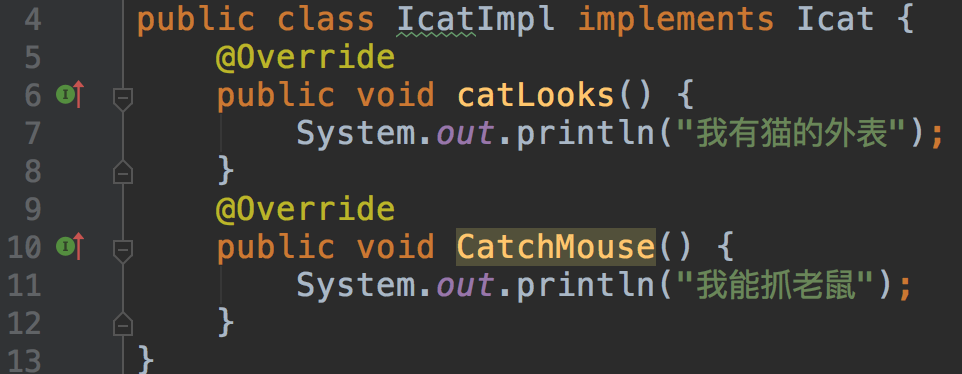 4 public class IcatImpl implements Icat {
5 @Override
6 public void catLooks() {
7 System.out.println("我有猫的外表");
8 }
9 @Override
10 public void CatchMouse() {
11 System.out.println("我能抓老鼠");
12 }
13 }